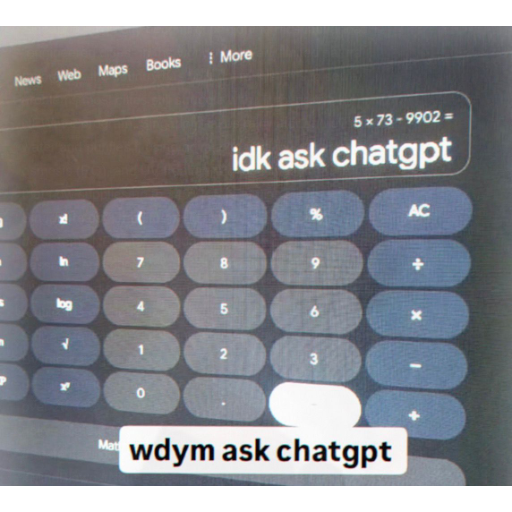 News Web Maps Books ⋮ More
5 × 73 - 9902 =
idk ask chatgpt
x! ( ) % AC
ln 7 8 9 ÷
log 4 5 6 ×
√ 1 2 3 −
0 . +
wdym ask chatgpt